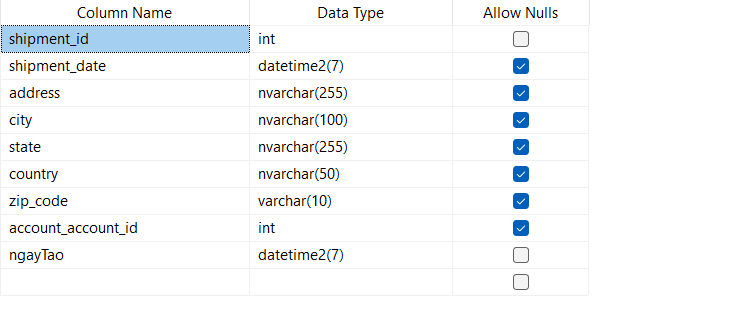 Column Name Data Type Allow Nulls
shipment_id int
shipment_date datetime2(7)
address nvarchar(255)
city nvarchar(100)
state nvarchar(255)
country nvarchar(50)
zip_code varchar(10)
account_account_id int
ngayTao datetime2(7)